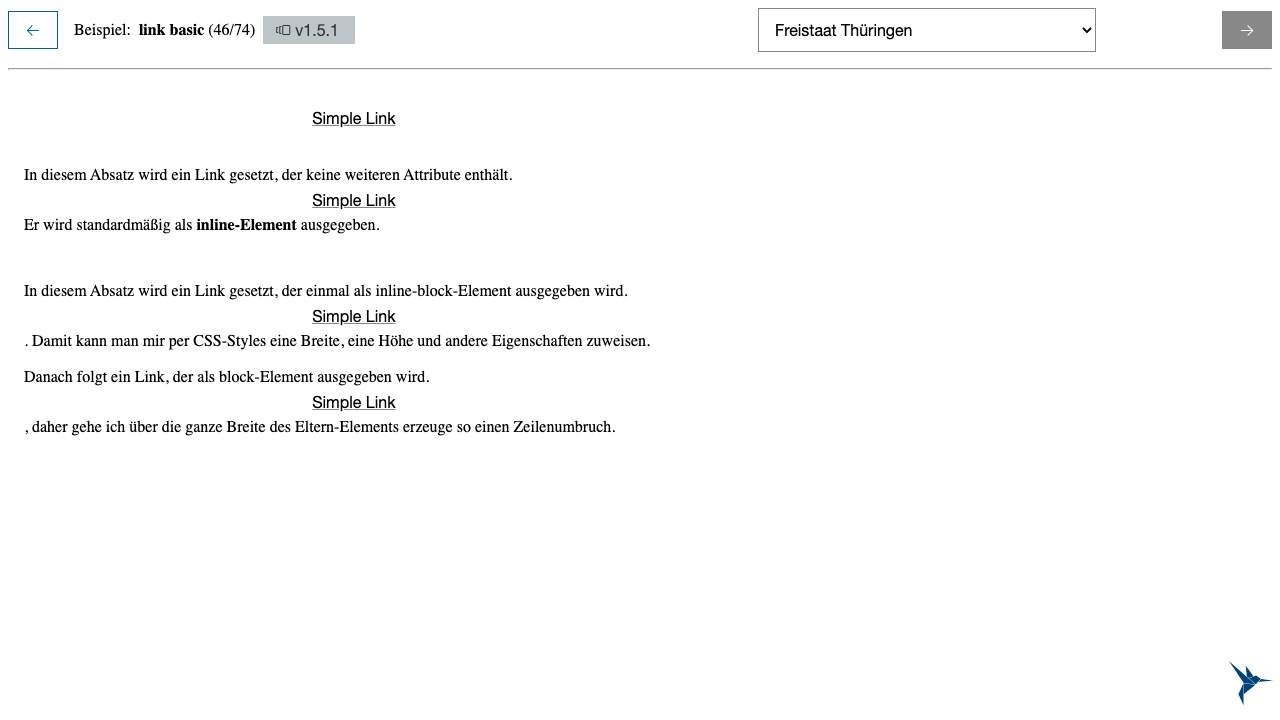 ← Beispiel: link basic (46/74) v1.5.1 Freistaat Thüringen →
Simple Link
In diesem Absatz wird ein Link gesetzt, der keine weiteren Attribute enthält.
Simple Link
Er wird standardmäßig als inline-Element ausgegeben.
In diesem Absatz wird ein Link gesetzt, der einmal als inline-block-Element ausgegeben wird.
Simple Link
. Damit kann man mir per CSS-Styles eine Breite, eine Höhe und andere Eigenschaften zuweisen.
Danach folgt ein Link, der als block-Element ausgegeben wird.
Simple Link
, daher gehe ich über die ganze Breite des Eltern-Elements erzeuge so einen Zeilenumbruch.